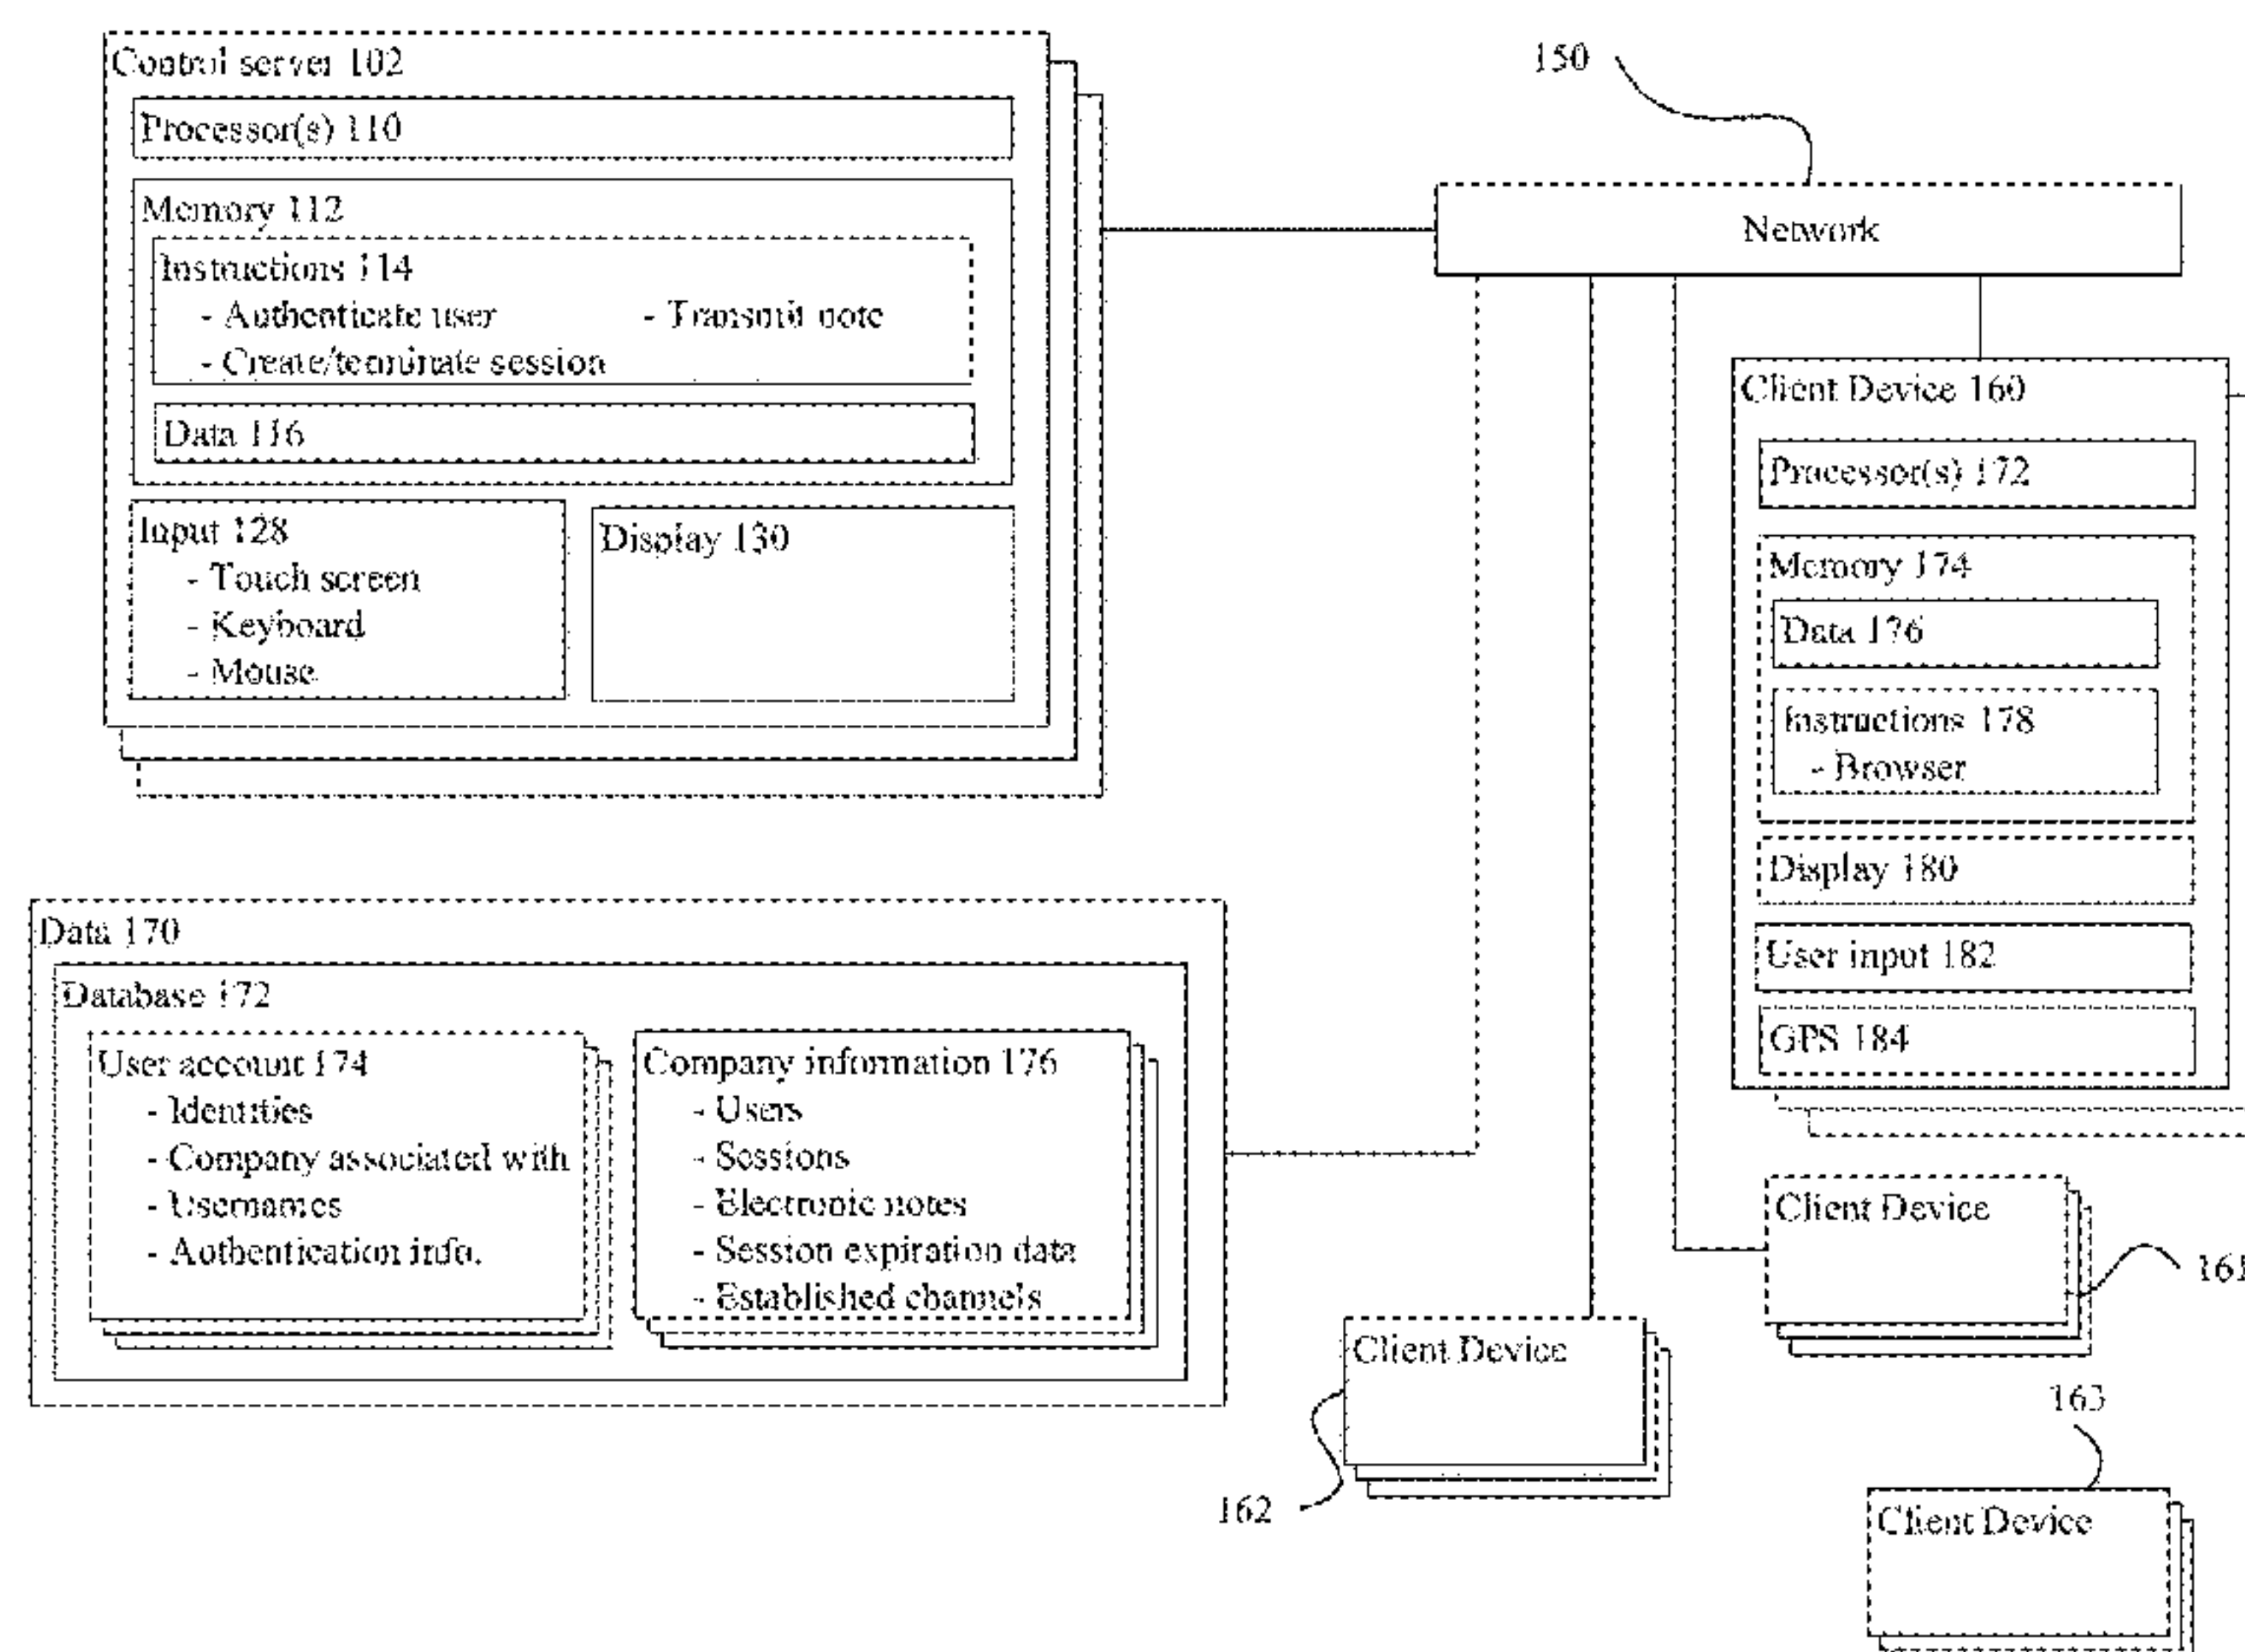 Control server 102
Processor(s) 110
Memory 112
Instructions 114
- Authenticate user
- Transmit note
- Create/terminate session
Data 116
Input 128
- Touch screen
- Keyboard
- Mouse
Display 130
150
Network
Client Device 160
Processor(s) 172
Memory 174
Data 176
Instructions 178
- Browser
Display 180
User input 182
GPS 184
Data 170
Database 172
User account 174
- Identities
- Company associated with
- Usernames
- Authentication info.
Company information 176
- Users
- Sessions
- Electronic notes
- Session expiration data
- Established channels
Client Device
161
Client Device
162
163
Client Device